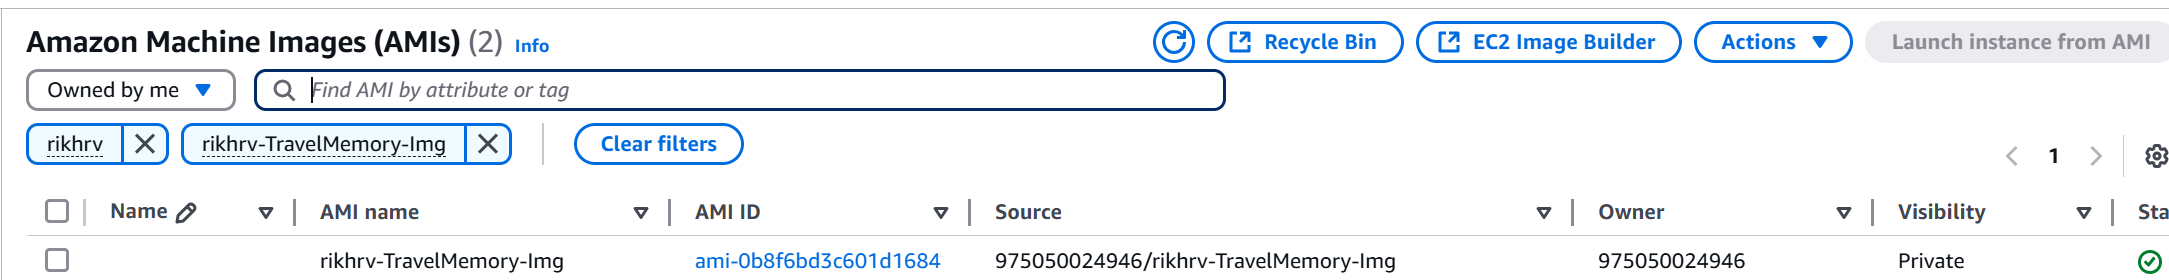 Amazon Machine Images (AMIs) (2) Info Recycle Bin EC2 Image Builder Actions Launch instance from AMI
Owned by me Find AMI by attribute or tag
rikhrv rikhrv-TravelMemory-Img Clear filters
1
Name AMI name AMI ID Source Owner Visibility Sta
rikhrv-TravelMemory-Img ami-0b8f6bd3c601d1684 975050024946/rikhrv-TravelMemory-Img 975050024946 Private